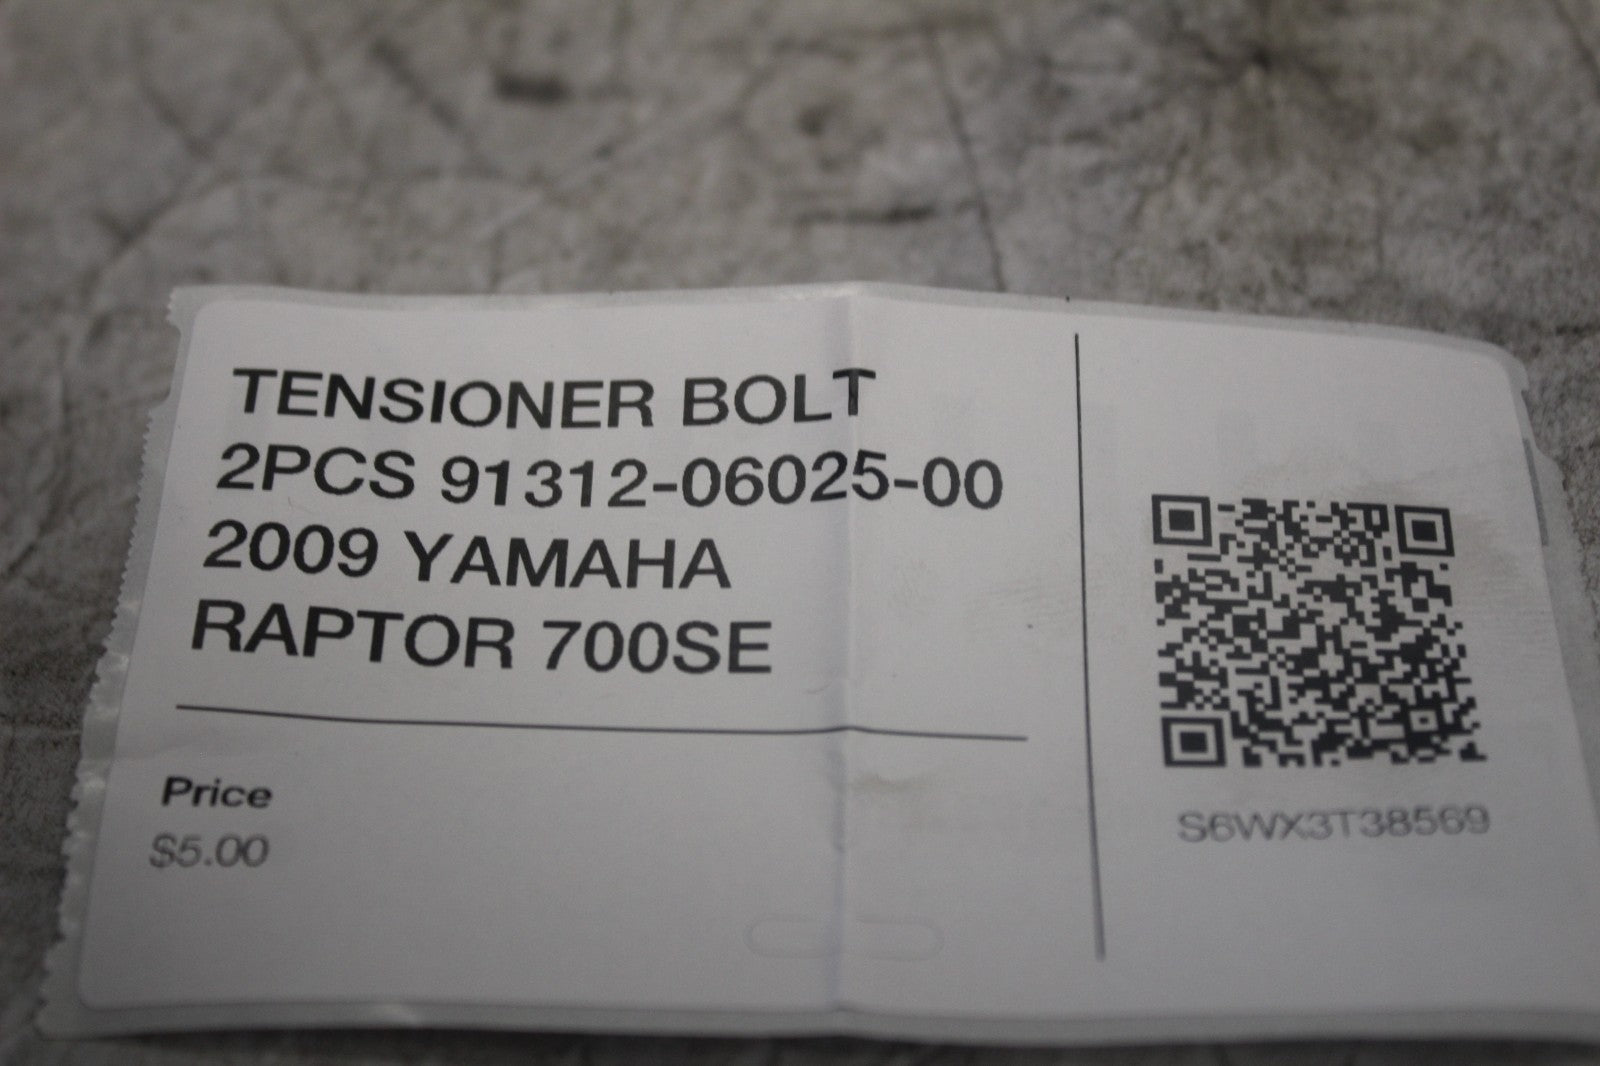 TENSIONER BOLT
2PCS 91312-06025-00
2009 YAMAHA
RAPTOR 700SE
Price
$5.00
S6WX3T38569